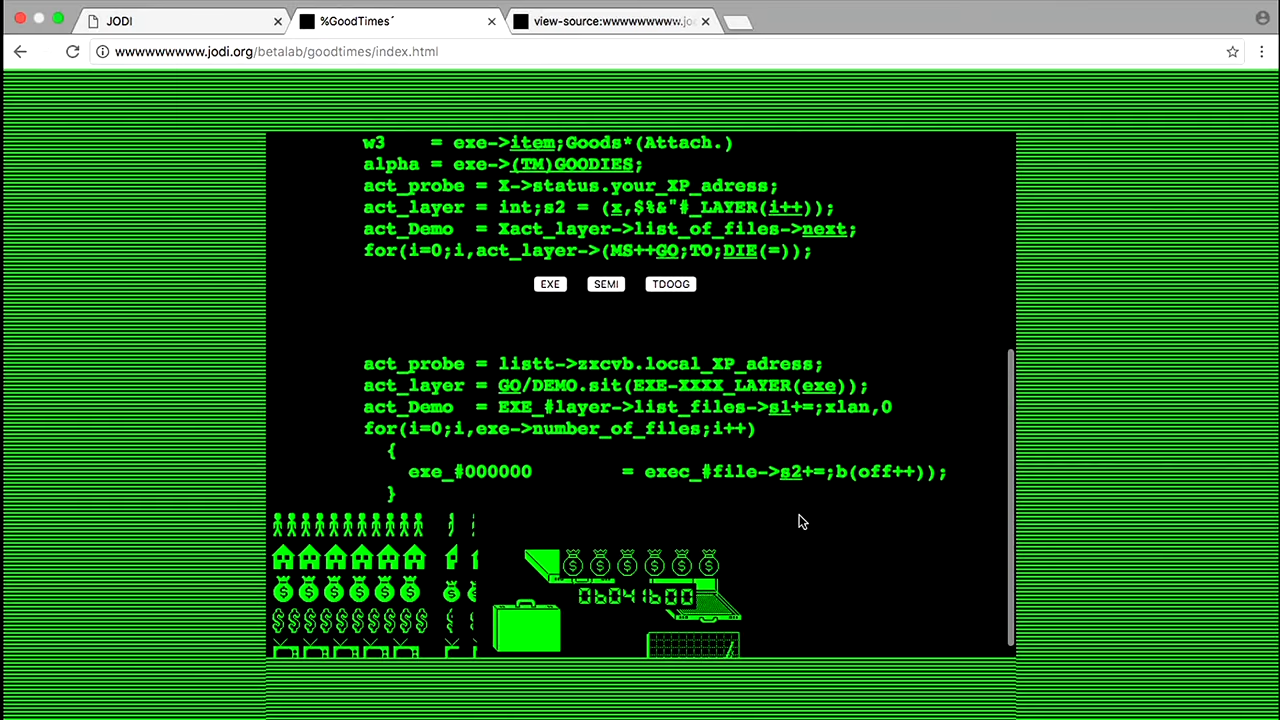 JODI
%GoodTimes´
view-source:wwwwwwwww.jo
wwwwwwwww.jodi.org/betalab/goodtimes/index.html
w3    = exe->item;Goods*(Attach.)
alpha = exe->(TM)GOODIES;
act_probe = X->status.your_XP_adress;
act_layer = int;s2 = (x,$%&"#_LAYER(i++));
act_Demo  = Xact_layer->list_of_files->next;
for(i=0;i,act_layer->(MS++GO;TO;DIE(=));
EXE SEMI TDOOG
act_probe = listt->zxcvb.local_XP_adress;
act_layer = GO/DEMO.sit(EXE-XXXX_LAYER(exe));
act_Demo  = EXE_#layer->list_files->s1+=;xlan,0
for(i=0;i,exe->number_of_files;i++)
{
exe_#000000        = exec_#file->s2+=;b(off++));
}
06041600